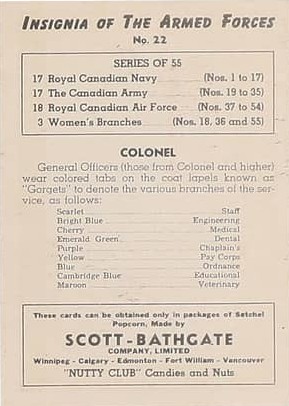 INSIGNIA OF THE ARMED FORCES
No. 22
SERIES OF 55
17 Royal Canadian Navy (Nos. 1 to 17)
17 The Canadian Army (Nos. 19 to 35)
18 Royal Canadian Air Force (Nos. 37 to 54)
3 Women's Branches (Nos. 18, 36 and 55)
COLONEL
General Officers (those from Colonel and higher)
wear colored tabs on the coat lapels known as
"Gorgets" to denote the various branches of the ser-
vice, as follows:
Scarlet Staff
Bright Blue Engineering
Cherry Medical
Emerald Green Dental
Purple Chaplain's
Yellow Pay Corps
Blue Ordnance
Cambridge Blue Educational
Maroon Veterinary
These cards can be obtained only in packages of Satchel
Popcorn, Made by
SCOTT-BATHGATE
COMPANY, LIMITED
Winnipeg - Calgary - Edmonton - Fort William - Vancouver
"NUTTY CLUB" Candies and Nuts